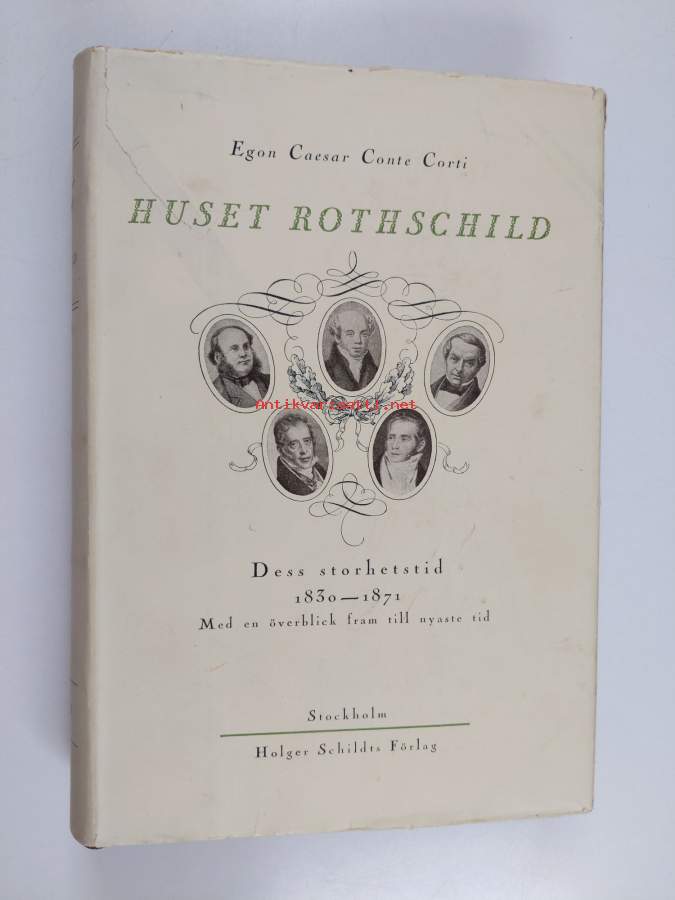 Egon Caesar Conte Corti
HUSET ROTHSCHILD
Antikvariaatti.net
Dess storhetstid
1830—1871
Med en överblick fram till nyaste tid
Stockholm
Holger Schildts Förlag